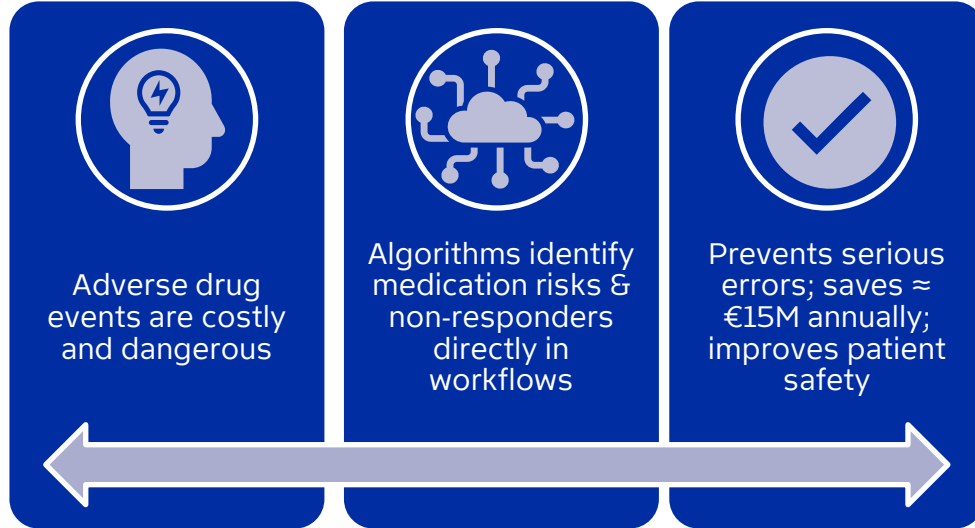 Adverse drug
events are costly
and dangerous
Algorithms identify
medication risks &
non-responders
directly in
workflows
Prevents serious
errors; saves ≈
€15M annually;
improves patient
safety